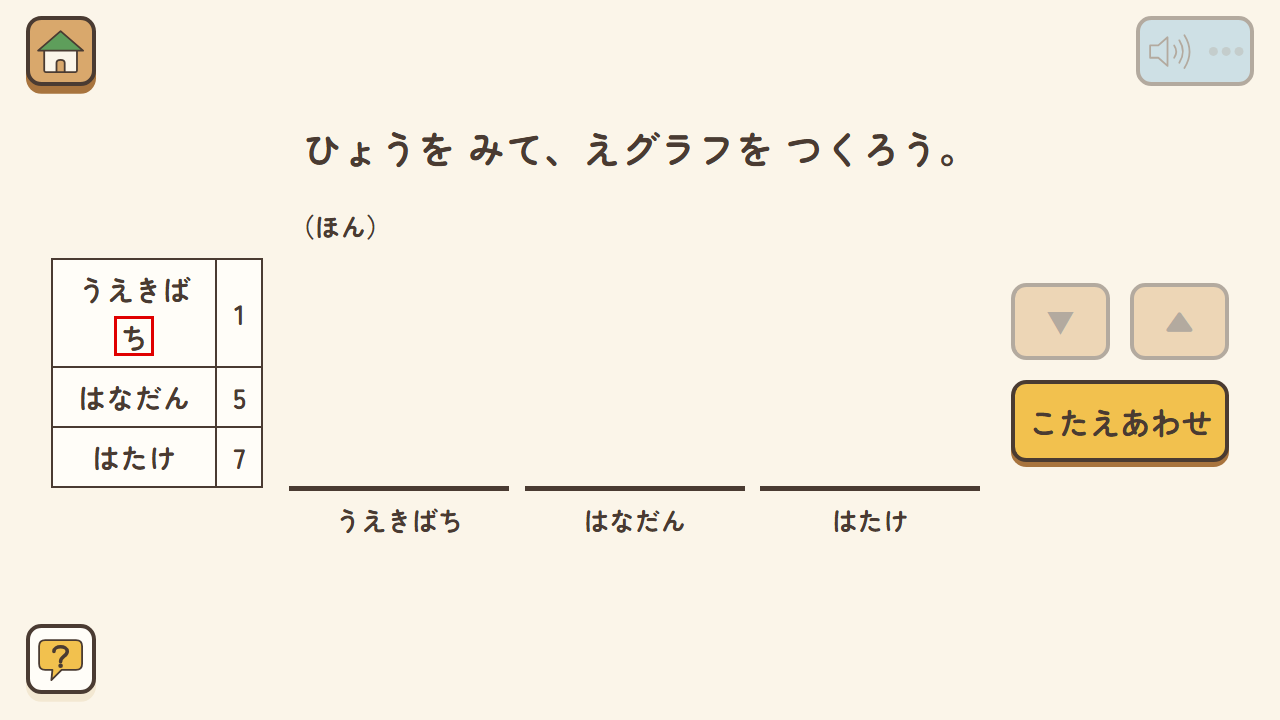 ひょうを みて、えグラフを つくろう。
（ほん）
うえきば
ち
1
はなだん
5
はたけ
7
▼
▲
こたえあわせ
うえきばち
はなだん
はたけ
?